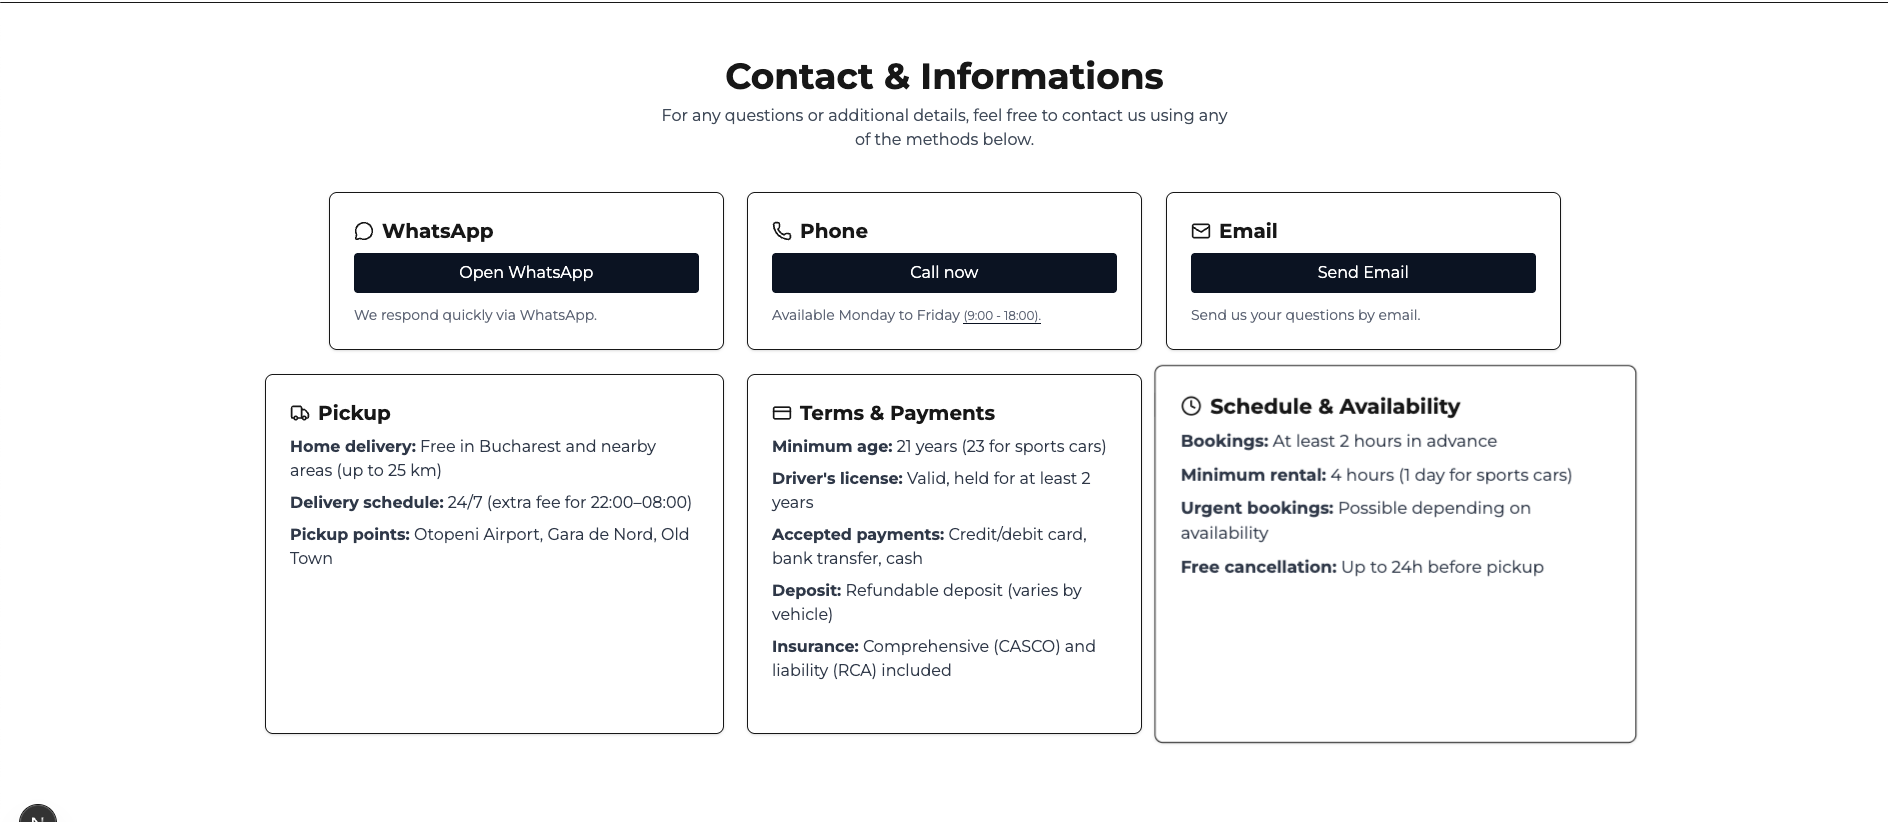 Contact & Informations
For any questions or additional details, feel free to contact us using any
of the methods below.
WhatsApp
Open WhatsApp
We respond quickly via WhatsApp.
Phone
Call now
Available Monday to Friday (9:00 - 18:00).
Email
Send Email
Send us your questions by email.
Pickup
Home delivery: Free in Bucharest and nearby
areas (up to 25 km)
Delivery schedule: 24/7 (extra fee for 22:00–08:00)
Pickup points: Otopeni Airport, Gara de Nord, Old
Town
Terms & Payments
Minimum age: 21 years (23 for sports cars)
Driver's license: Valid, held for at least 2
years
Accepted payments: Credit/debit card,
bank transfer, cash
Deposit: Refundable deposit (varies by
vehicle)
Insurance: Comprehensive (CASCO) and
liability (RCA) included
Schedule & Availability
Bookings: At least 2 hours in advance
Minimum rental: 4 hours (1 day for sports cars)
Urgent bookings: Possible depending on
availability
Free cancellation: Up to 24h before pickup